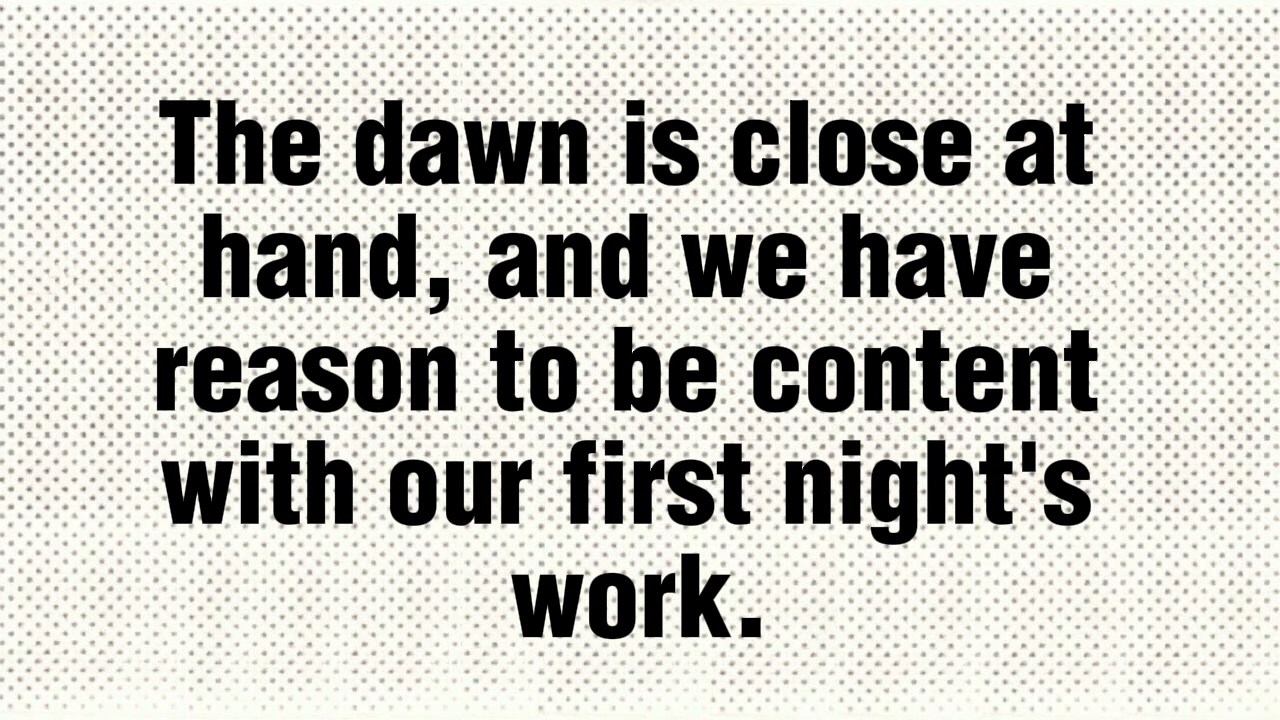 The dawn is close at
hand, and we have
reason to be content
with our first night's
work.